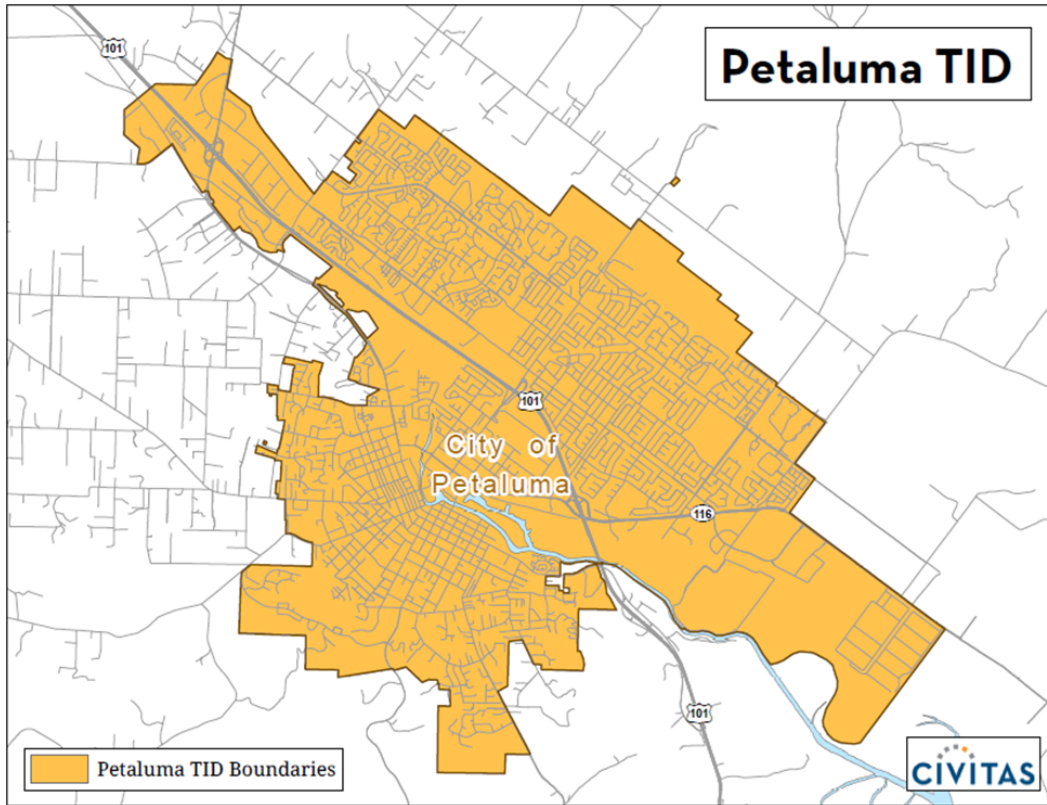 101
Petaluma TID
101
City of
Petaluma
116
101
Petaluma TID Boundaries
CIVITAS